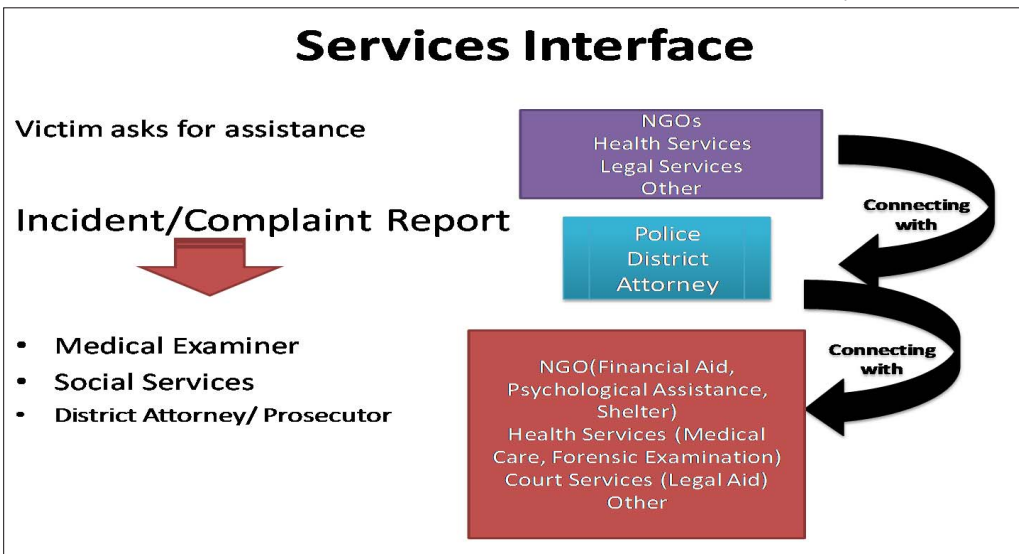 Services Interface
Victim asks for assistance
NGOs
Health Services
Legal Services
Other
Connecting
with
Incident/Complaint Report
Police
District
Attorney
Connecting
with
• Medical Examiner
• Social Services
• District Attorney/ Prosecutor
NGO(Financial Aid,
Psychological Assistance,
Shelter)
Health Services (Medical
Care, Forensic Examination)
Court Services (Legal Aid)
Other